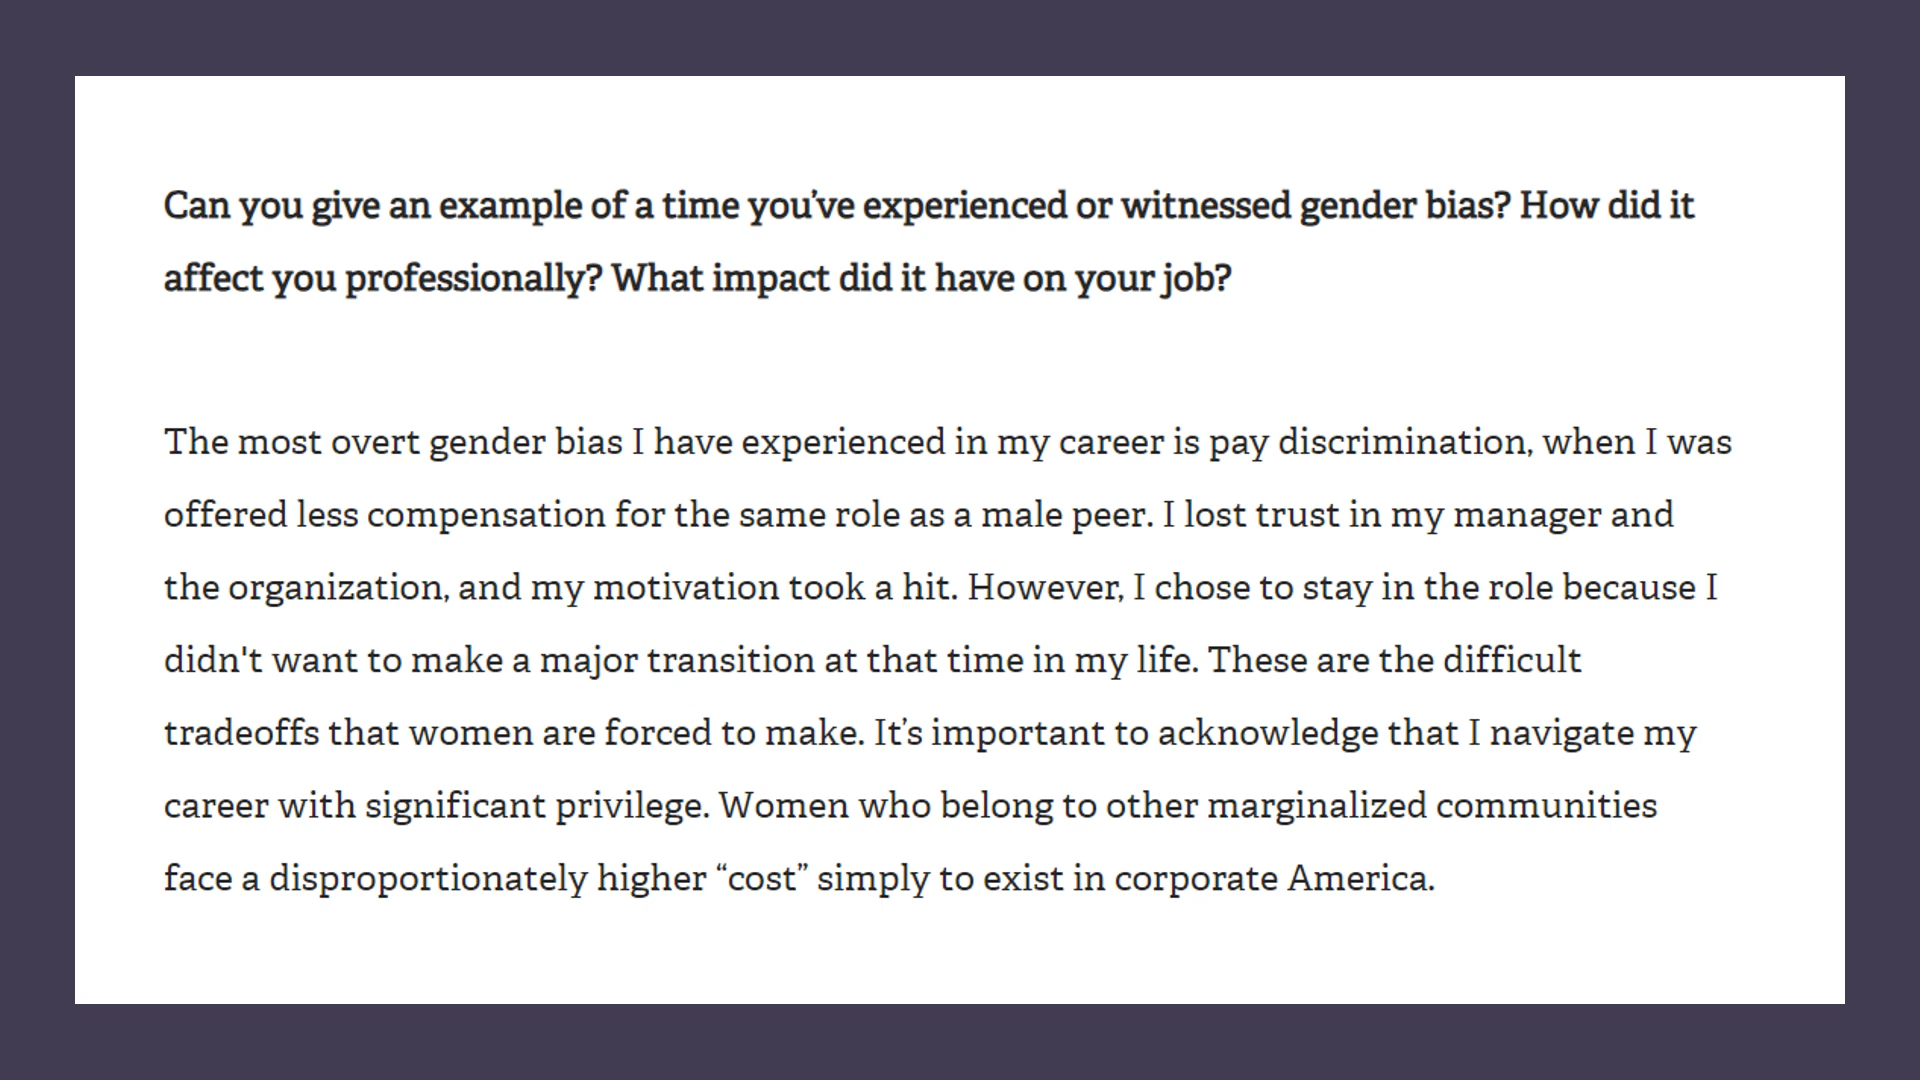 Can you give an example of a time you’ve experienced or witnessed gender bias? How did it
affect you professionally? What impact did it have on your job?
The most overt gender bias I have experienced in my career is pay discrimination, when I was
offered less compensation for the same role as a male peer. I lost trust in my manager and
the organization, and my motivation took a hit. However, I chose to stay in the role because I
didn't want to make a major transition at that time in my life. These are the difficult
tradeoffs that women are forced to make. It’s important to acknowledge that I navigate my
career with significant privilege. Women who belong to other marginalized communities
face a disproportionately higher “cost” simply to exist in corporate America.